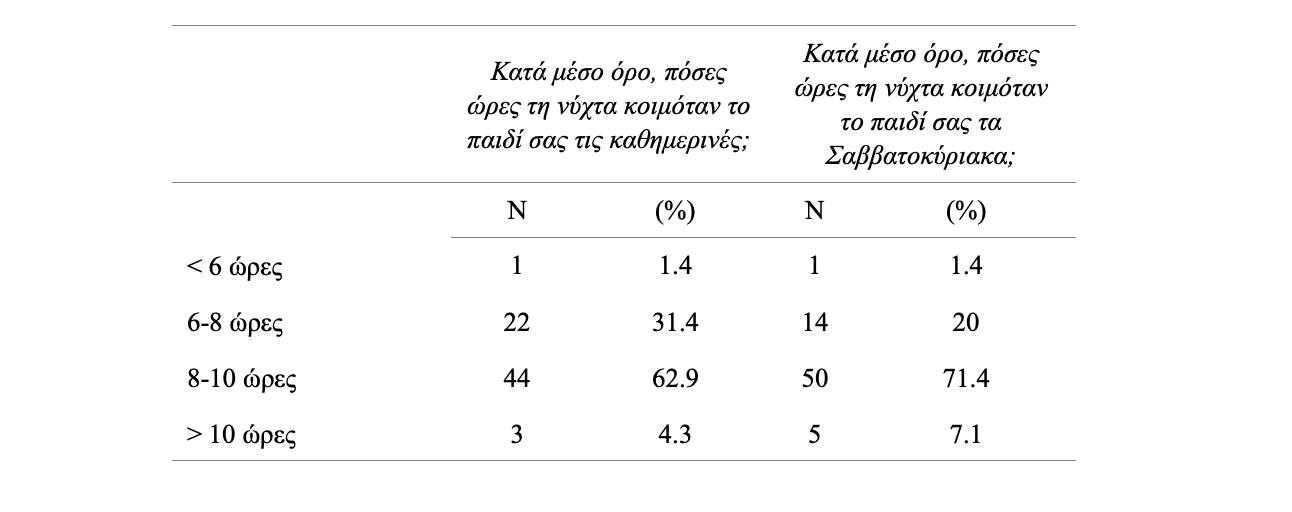 Κατά μέσο όρο, πόσες
ώρες τη νύχτα κοιμόταν το
παιδί σας τις καθημερινές;
Κατά μέσο όρο, πόσες
ώρες τη νύχτα κοιμόταν
το παιδί σας τα
Σαββατοκύριακα;
N (%) N (%)
< 6 ώρες 1 1.4 1 1.4
6-8 ώρες 22 31.4 14 20
8-10 ώρες 44 62.9 50 71.4
> 10 ώρες 3 4.3 5 7.1